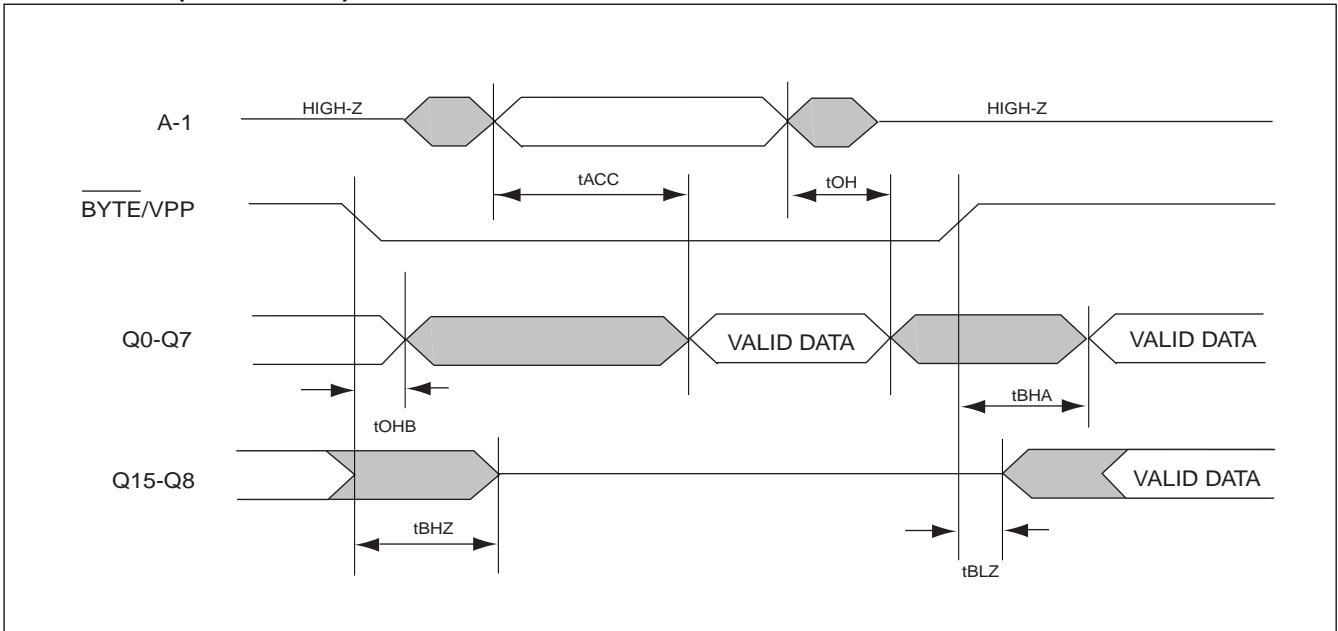 HIGH-Z HIGH-Z
A-1
tACC tOH
BYTE/VPP
Q0-Q7 VALID DATA VALID DATA
tBHA
tOHB
Q15-Q8 VALID DATA
tBHZ
tBLZ